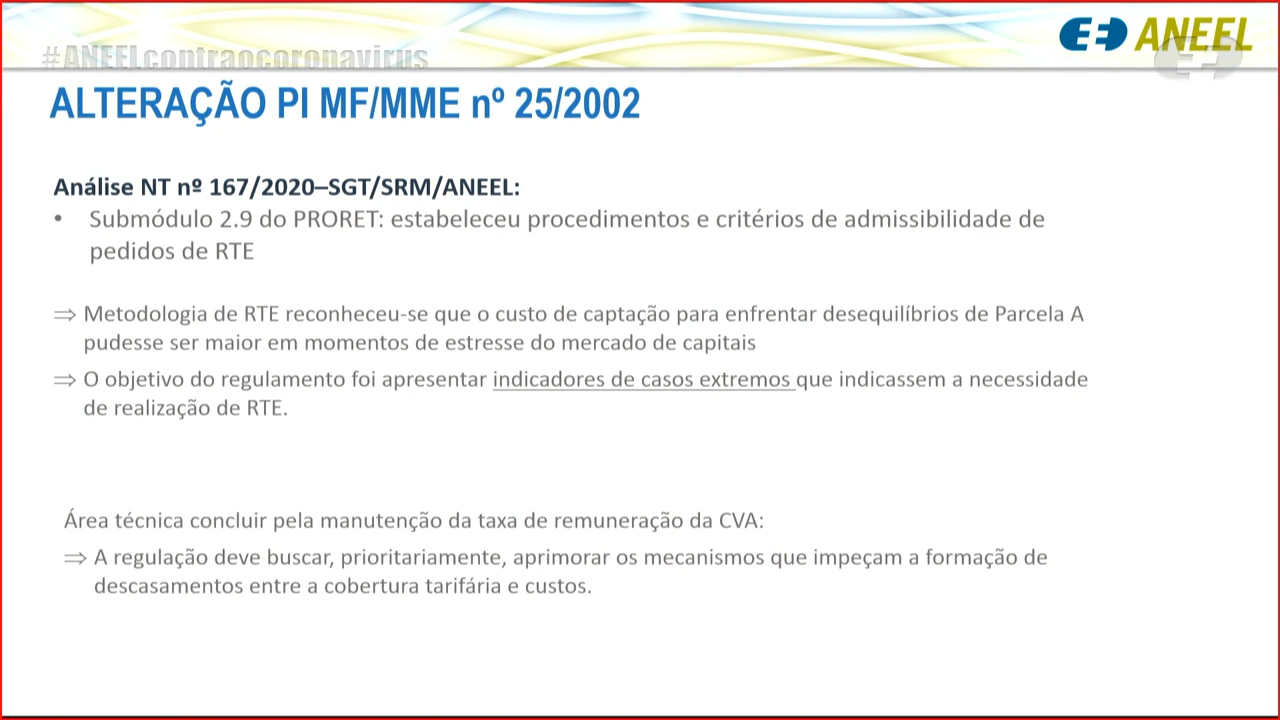 #ANEELcontraocoronavirus
ANEEL
ALTERAÇÃO PI MF/MME nº 25/2002
Análise NT nº 167/2020–SGT/SRM/ANEEL:
• Submódulo 2.9 do PRORET: estabeleceu procedimentos e critérios de admissibilidade de
pedidos de RTE
⇒ Metodologia de RTE reconheceu-se que o custo de captação para enfrentar desequilíbrios de Parcela A
pudesse ser maior em momentos de estresse do mercado de capitais
⇒ O objetivo do regulamento foi apresentar indicadores de casos extremos que indicassem a necessidade
de realização de RTE.
Área técnica concluir pela manutenção da taxa de remuneração da CVA:
⇒ A regulação deve buscar, prioritariamente, aprimorar os mecanismos que impeçam a formação de
descasamentos entre a cobertura tarifária e custos.